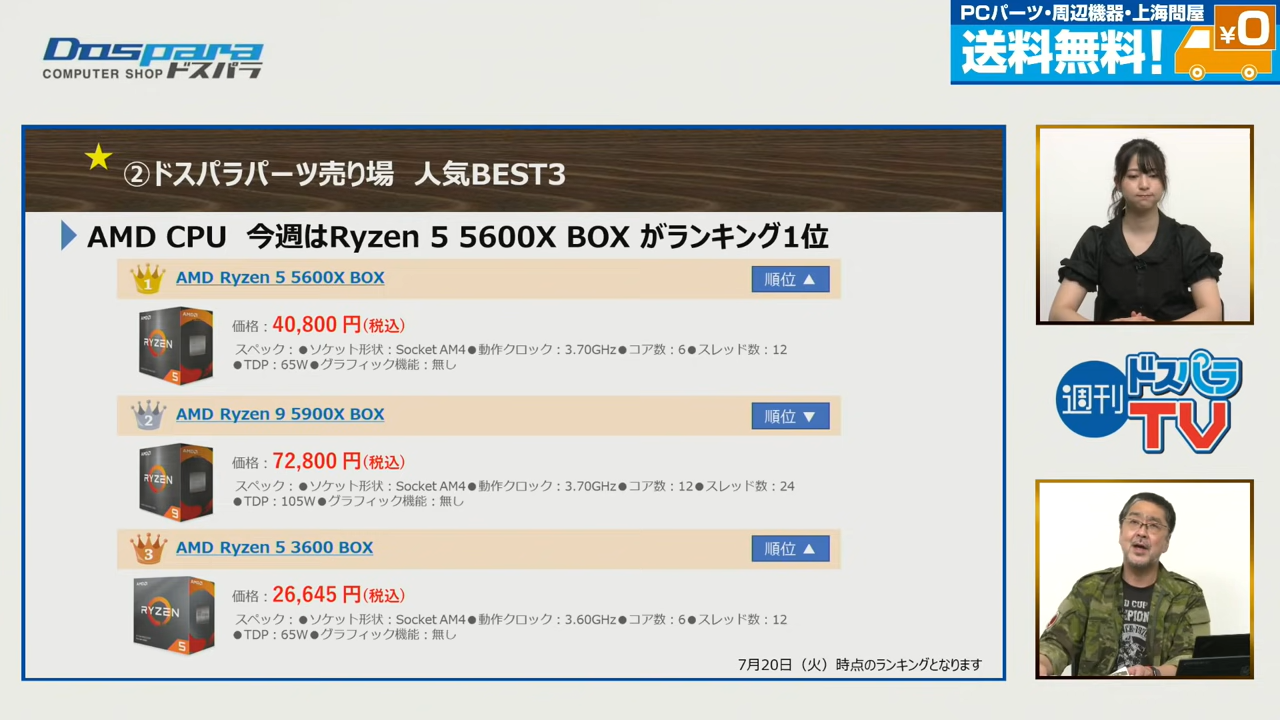 Dospara
COMPUTER SHOP ドスパラ
PCパーツ・周辺機器・上海問屋
送料無料!
¥0
★
②ドスパラパーツ売り場 人気BEST3
AMD CPU 今週はRyzen 5 5600X BOX がランキング1位
1
AMD Ryzen 5 5600X BOX
順位 ▲
価格：40,800 円(税込)
スペック：●ソケット形状：Socket AM4●動作クロック：3.70GHz●コア数：6●スレッド数：12
●TDP：65W●グラフィック機能：無し
AMD
RYZEN
5
2
AMD Ryzen 9 5900X BOX
順位 ▼
価格：72,800 円(税込)
スペック：●ソケット形状：Socket AM4●動作クロック：3.70GHz●コア数：12●スレッド数：24
●TDP：105W●グラフィック機能：無し
RYZEN
9
3
AMD Ryzen 5 3600 BOX
順位 ▲
価格：26,645 円(税込)
スペック：●ソケット形状：Socket AM4●動作クロック：3.60GHz●コア数：6●スレッド数：12
●TDP：65W●グラフィック機能：無し
AMD
RYZEN
5
7月20日（火）時点のランキングとなります
週刊
ドスパラ
TV